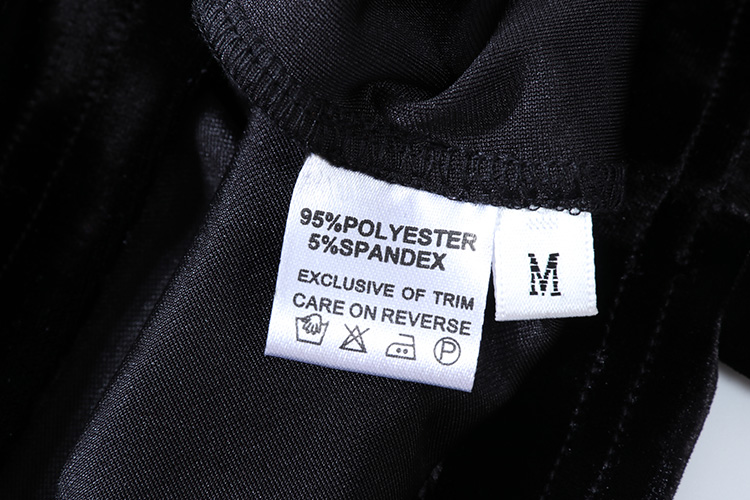 95%POLYESTER
5%SPANDEX
EXCLUSIVE OF TRIM
CARE ON REVERSE
P
M